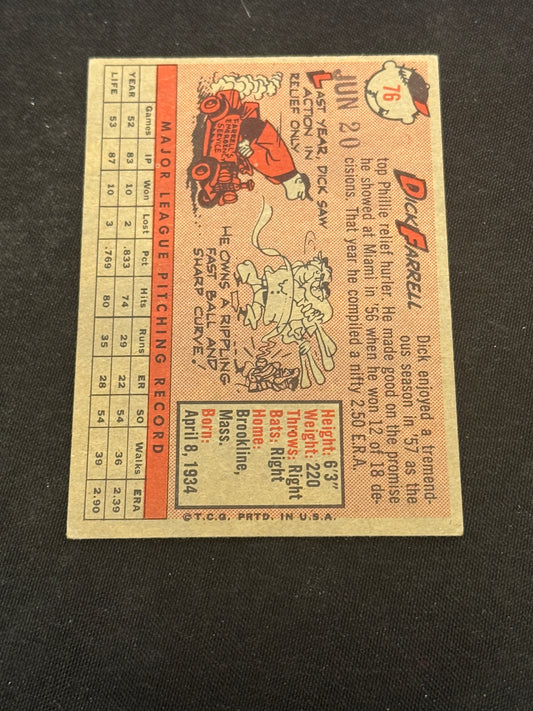 76
JUN 20
DICK FARRELL
Dick enjoyed a tremend-
ous season in '57 as the
top Phillie relief hurler. He made good on the promise
he showed at Miami in '56 when he won 12 of 18 de-
cisions. That year he compiled a nifty 2.50 E.R.A.
LAST YEAR, DICK SAW
ACTION IN
RELIEF ONLY.
FARRELL'S
EMERGENCY
SERVICE
HE OWNS A RIPPLING
FAST BALL AND
SHARP CURVE!
Height: 6'3"
Weight: 220
Throws: Right
Bats: Right
Home:
Brookline,
Mass.
Born:
April 8, 1934
©T.C.G. PRTD. IN U.S.A.
MAJOR LEAGUE PITCHING RECORD
Games IP Won Lost Pct Hits Runs ER SO Walks ERA
YEAR 52 83 10 2 .833 74 29 22 54 36 2.39
LIFE 53 87 10 3 .769 80 35 28 54 39 2.90